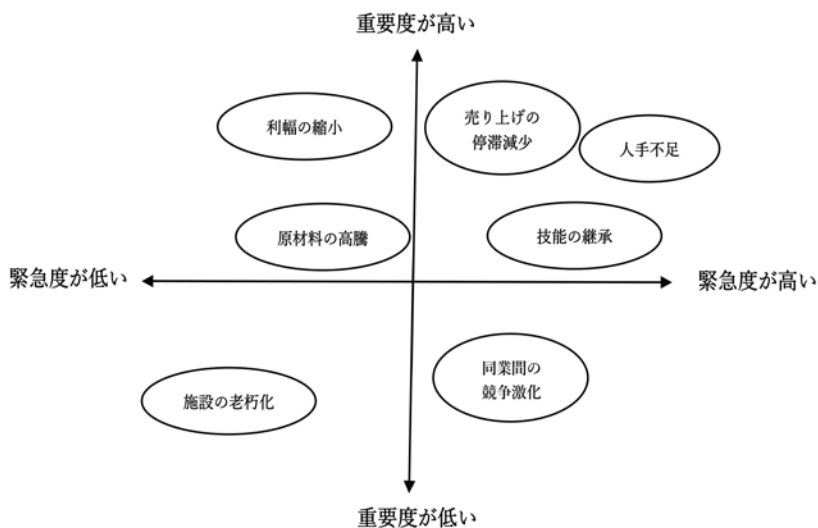 重要度が高い
利幅の縮小
売り上げの
停滞減少
人手不足
原材料の高騰
技能の継承
緊急度が低い
緊急度が高い
施設の老朽化
同業間の
競争激化
重要度が低い